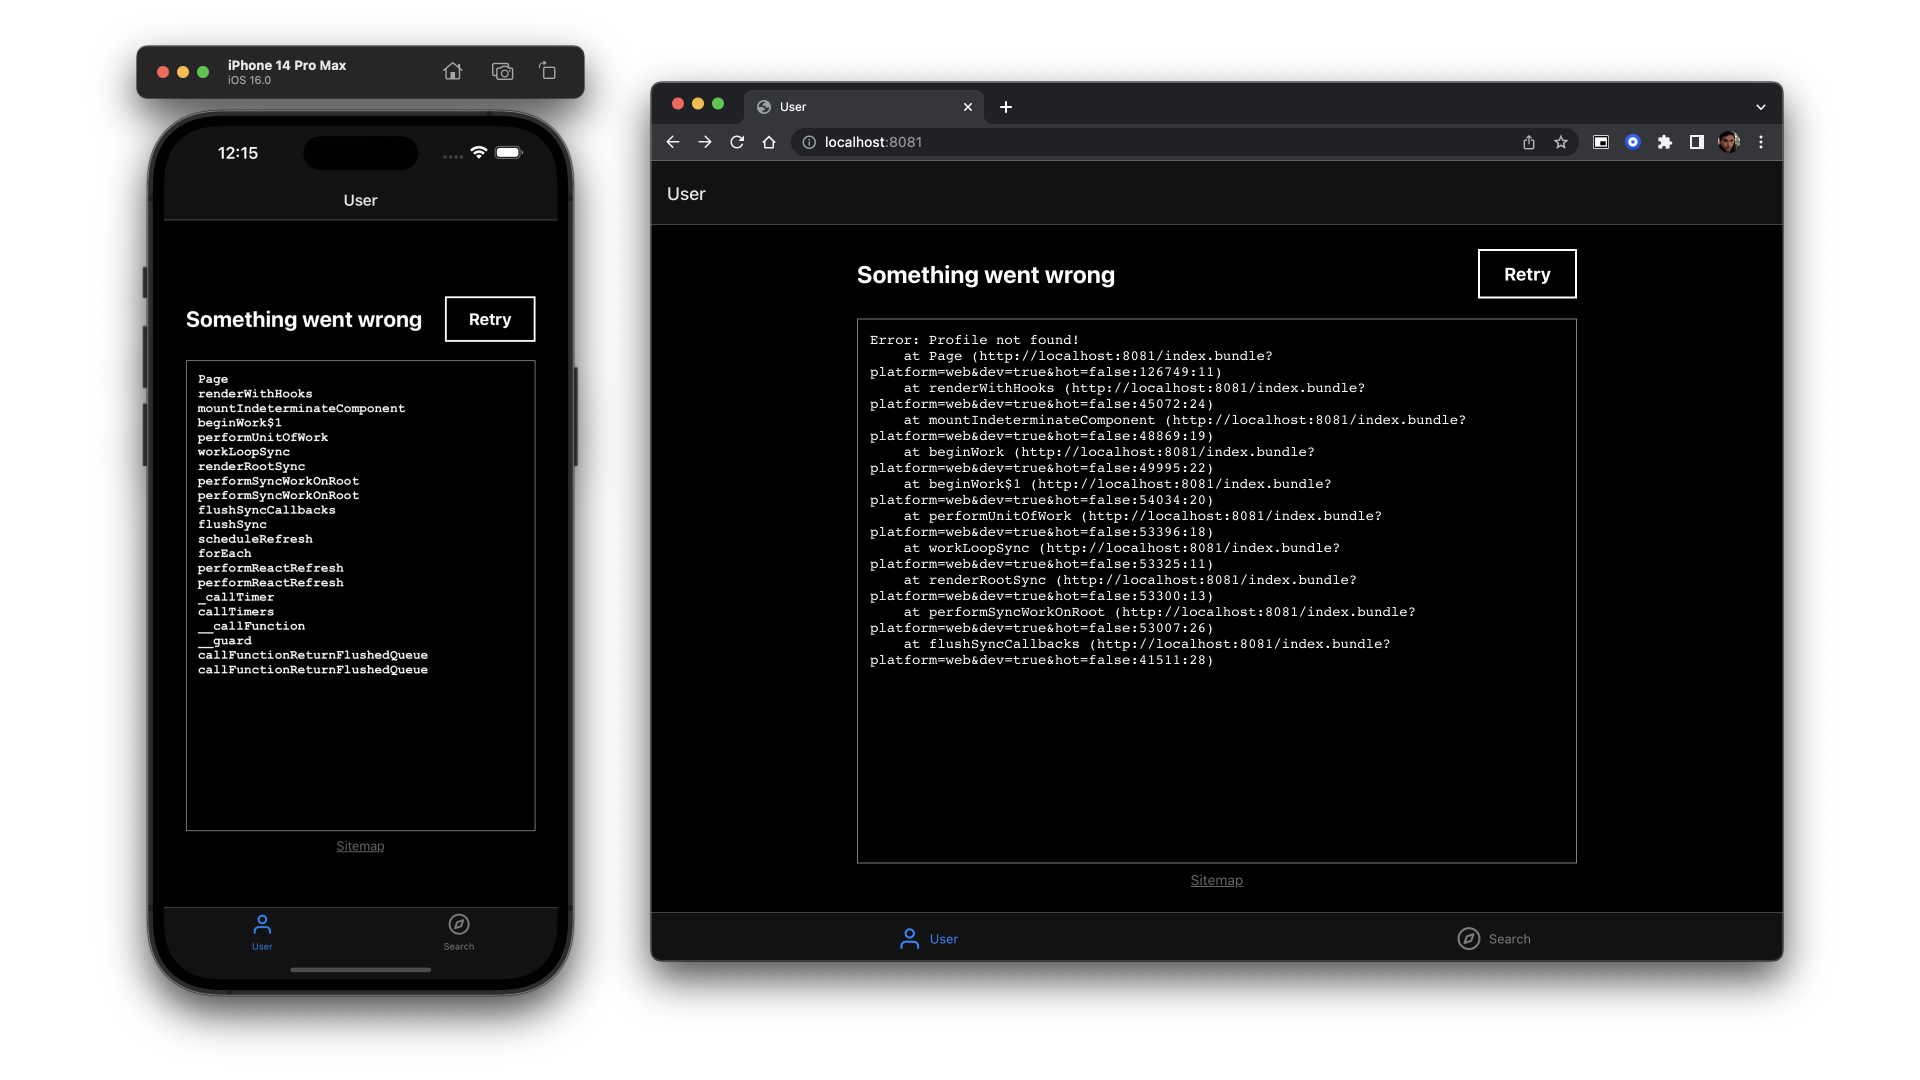 iPhone 14 Pro Max
iOS 16.0
12:15
User
Something went wrong
Retry
Page
renderWithHooks
mountIndeterminateComponent
beginWork$1
performUnitOfWork
workLoopSync
renderRootSync
performSyncWorkOnRoot
performSyncWorkOnRoot
flushSyncCallbacks
flushSync
scheduleRefresh
forEach
performReactRefresh
performReactRefresh
_callTimer
callTimers
__callFunction
__guard
callFunctionReturnFlushedQueue
callFunctionReturnFlushedQueue
Sitemap
User
Search
User
localhost:8081
User
Something went wrong
Retry
Error: Profile not found!
at Page (http://localhost:8081/index.bundle?
platform=web&dev=true&hot=false:126749:11)
at renderWithHooks (http://localhost:8081/index.bundle?
platform=web&dev=true&hot=false:45072:24)
at mountIndeterminateComponent (http://localhost:8081/index.bundle?
platform=web&dev=true&hot=false:48869:19)
at beginWork (http://localhost:8081/index.bundle?
platform=web&dev=true&hot=false:49995:22)
at beginWork$1 (http://localhost:8081/index.bundle?
platform=web&dev=true&hot=false:54034:20)
at performUnitOfWork (http://localhost:8081/index.bundle?
platform=web&dev=true&hot=false:53396:18)
at workLoopSync (http://localhost:8081/index.bundle?
platform=web&dev=true&hot=false:53325:11)
at renderRootSync (http://localhost:8081/index.bundle?
platform=web&dev=true&hot=false:53300:13)
at performSyncWorkOnRoot (http://localhost:8081/index.bundle?
platform=web&dev=true&hot=false:53007:26)
at flushSyncCallbacks (http://localhost:8081/index.bundle?
platform=web&dev=true&hot=false:41511:28)
Sitemap
User
Search